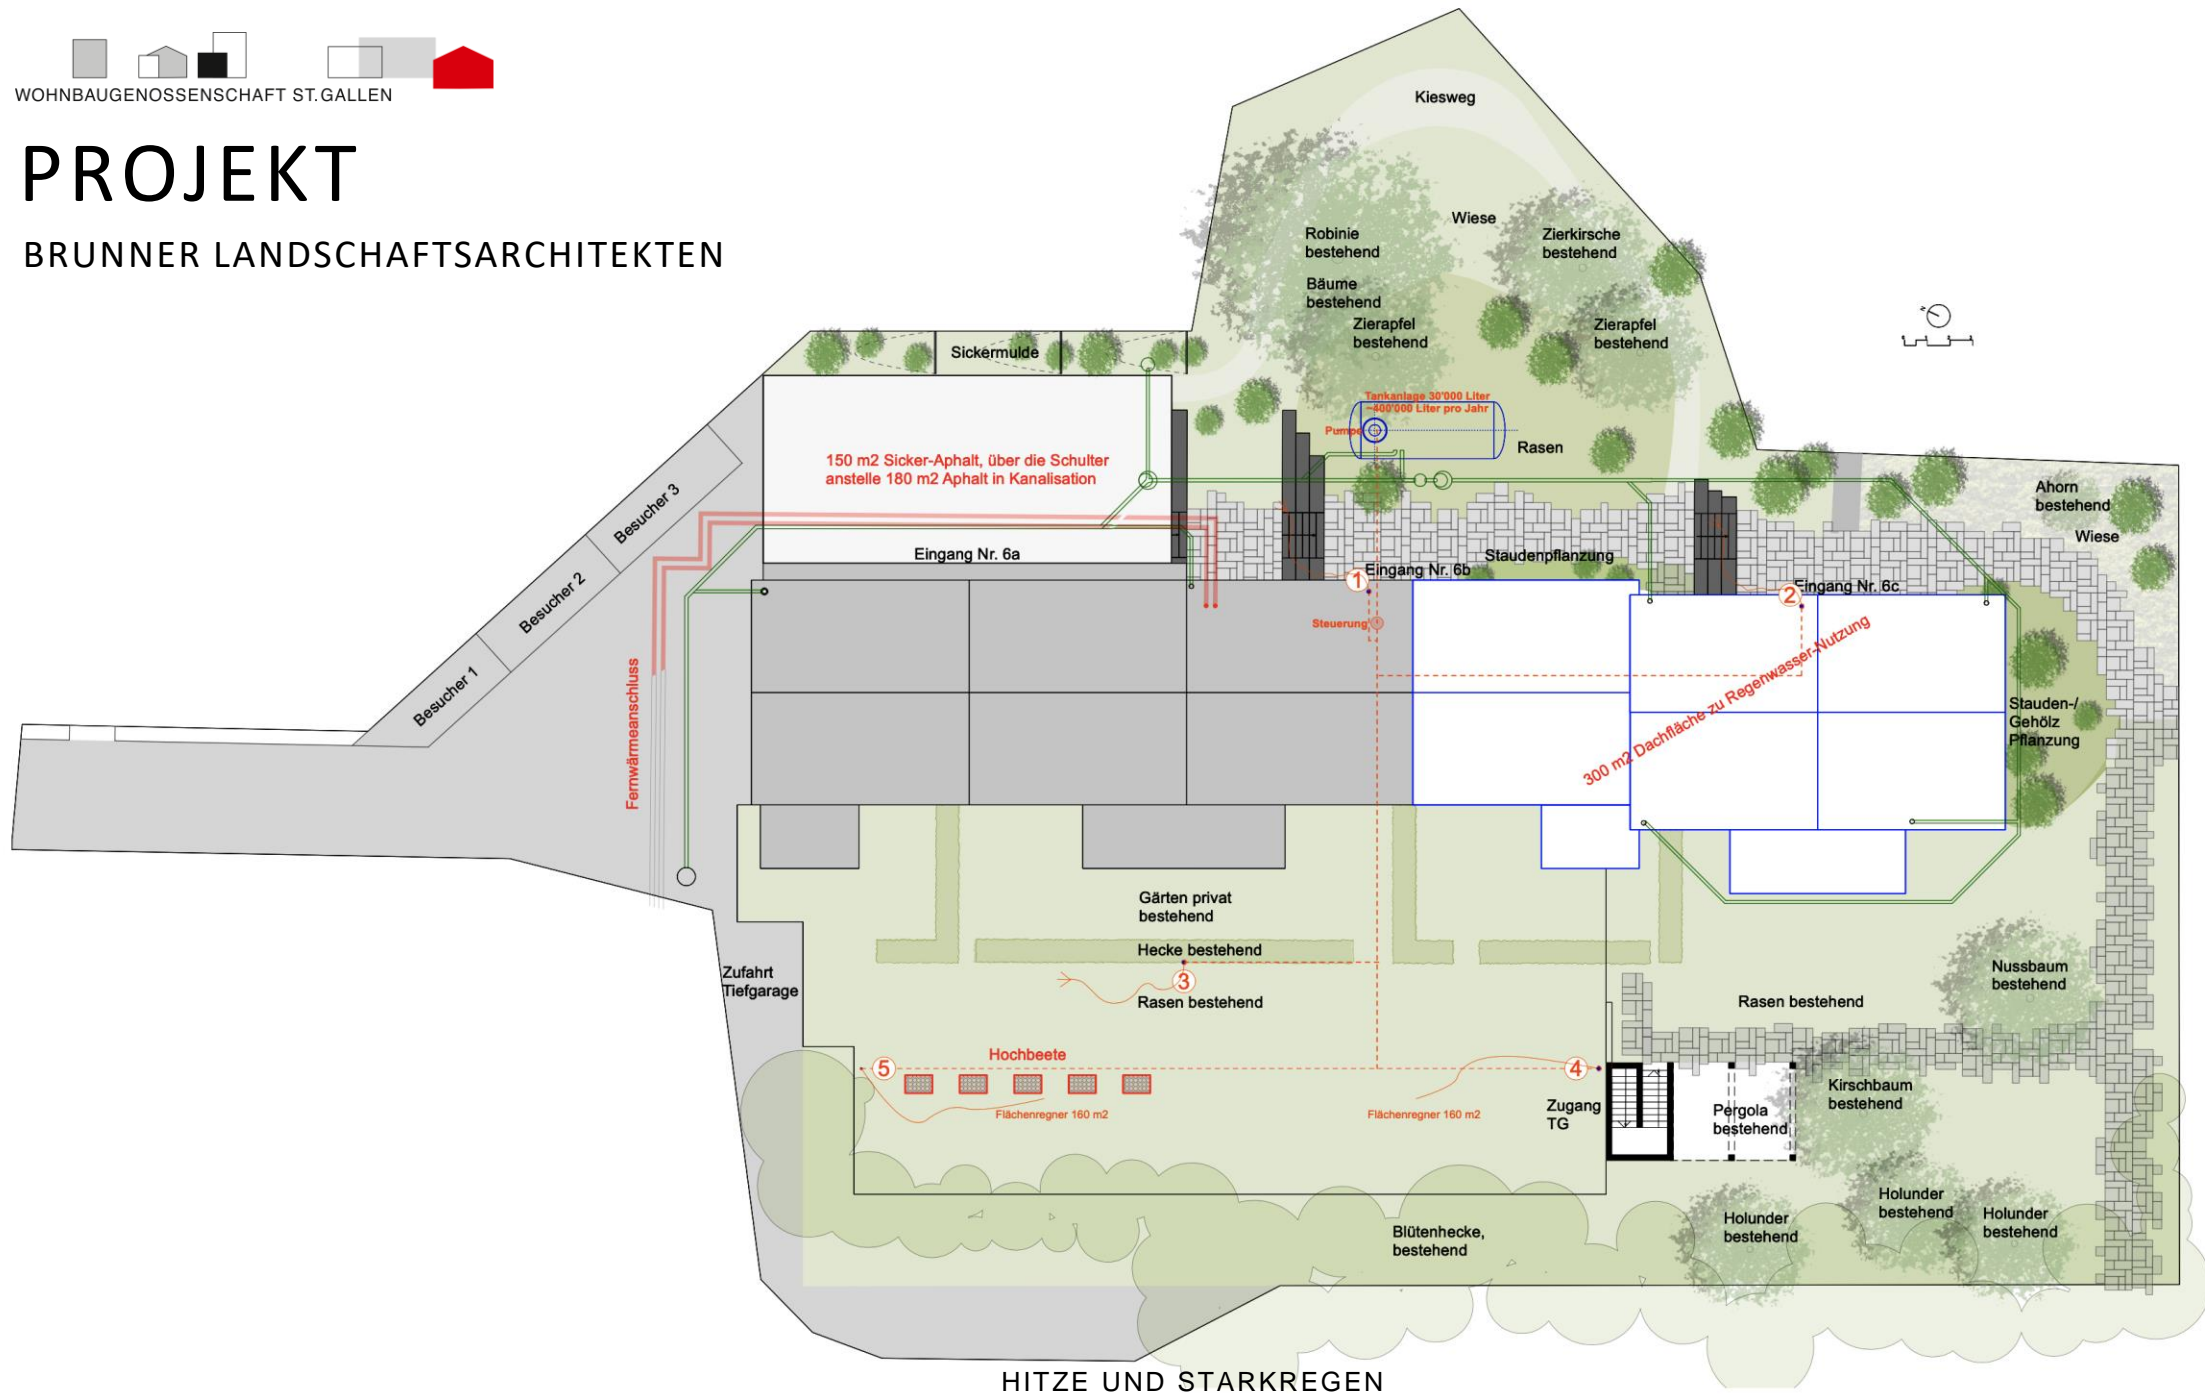 WOHNBAUGENOSSENSCHAFT ST.GALLEN
PROJEKT
BRUNNER LANDSCHAFTSARCHITEKTEN
Kiesweg
Wiese
Robinie
bestehend
Zierkirsche
bestehend
Bäume
bestehend
Zierapfel
bestehend
Zierapfel
bestehend
N
Sickermulde
Tankanlage 30'000 Liter
~400'000 Liter pro Jahr
Pumpe
Rasen
150 m2 Sicker-Aphalt, über die Schulter
anstelle 180 m2 Aphalt in Kanalisation
Besucher 3
Besucher 2
Besucher 1
Ahorn
bestehend
Wiese
Eingang Nr. 6a
Staudenpflanzung
1
Eingang Nr. 6b
2
Eingang Nr. 6c
Steuerung
300 m2 Dachfläche zu Regenwasser-Nutzung
Fernwärmeanschluss
Stauden-/
Gehölz
Pflanzung
Gärten privat
bestehend
Hecke bestehend
3
Rasen bestehend
Zufahrt
Tiefgarage
Nussbaum
bestehend
Rasen bestehend
Hochbeete
5
4
Flächenregner 160 m2
Flächenregner 160 m2
Zugang
TG
Pergola
bestehend
Kirschbaum
bestehend
Holunder
bestehend
Holunder
bestehend
Holunder
bestehend
Blütenhecke,
bestehend
HITZE UND STARKREGEN